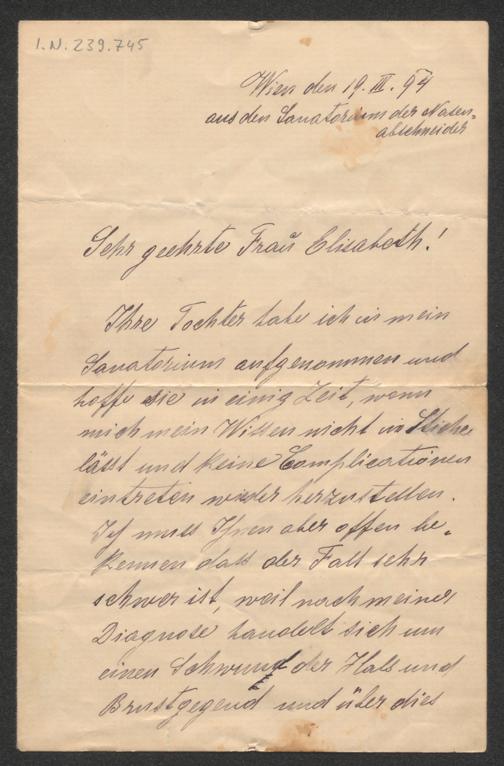 I.N. 239.745
Wien den 19. III. 94
aus den Sanatorium der Nasen=
abschneider
Sehr geehrte Frau Elisabeth!
Ihre Tochter habe ich in mein
Sanatorium aufgenommen und
hoffe sie in einig Zeit, wenn
mich mein Wissen nicht in Stiche
lässt und keine Complicationen
eintreten wieder herzustellen.
Ich muss Ihnen aber offen be-
kennen dass der Fall sehr
schwer ist, weil nach meiner
Diagnose handelt sich um
einen Schwund der Hals und
Brustgegend und über dies